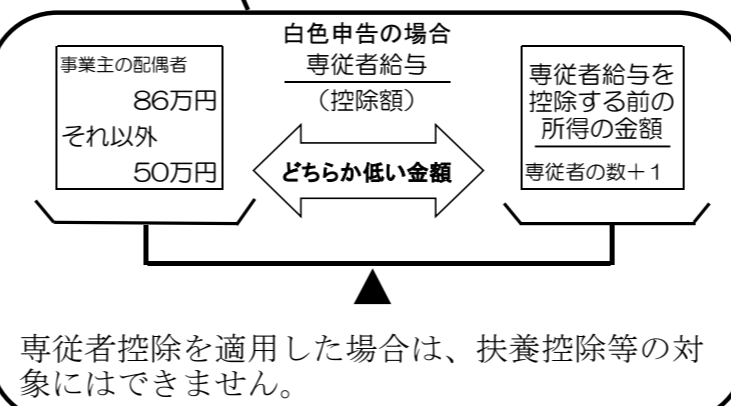 白色申告の場合
専従者給与
（控除額）
事業主の配偶者
86万円
それ以外
50万円
どちらか低い金額
専従者給与を
控除する前の
所得の金額
専従者の数＋1
専従者控除を適用した場合は、扶養控除等の対
象にはできません。